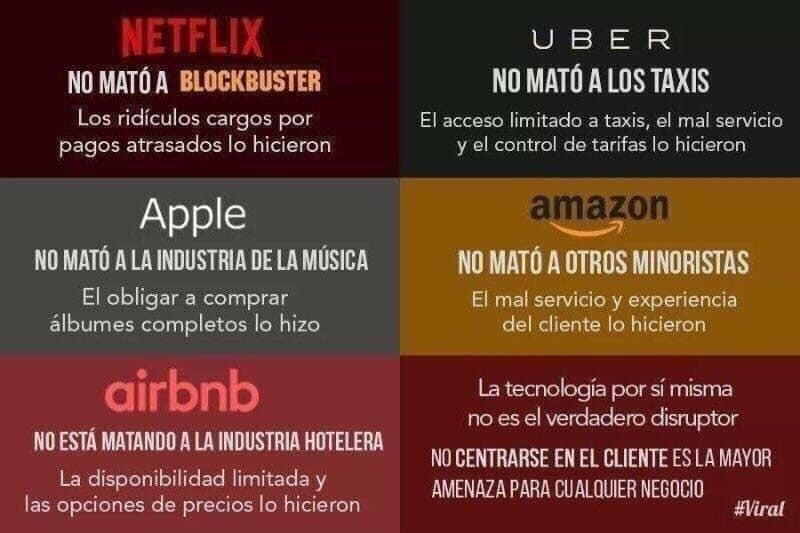 NETFLIX
NO MATÓ A BLOCKBUSTER
Los ridículos cargos por
pagos atrasados lo hicieron
UBER
NO MATÓ A LOS TAXIS
El acceso limitado a taxis, el mal servicio
y el control de tarifas lo hicieron
Apple
NO MATÓ A LA INDUSTRIA DE LA MÚSICA
El obligar a comprar
álbumes completos lo hizo
amazon
NO MATÓ A OTROS MINORISTAS
El mal servicio y experiencia
del cliente lo hicieron
airbnb
NO ESTÁ MATANDO A LA INDUSTRIA HOTELERA
La disponibilidad limitada y
las opciones de precios lo hicieron
La tecnología por sí misma
no es el verdadero disruptor
NO CENTRARSE EN EL CLIENTE ES LA MAYOR
AMENAZA PARA CUALQUIER NEGOCIO
#Viral